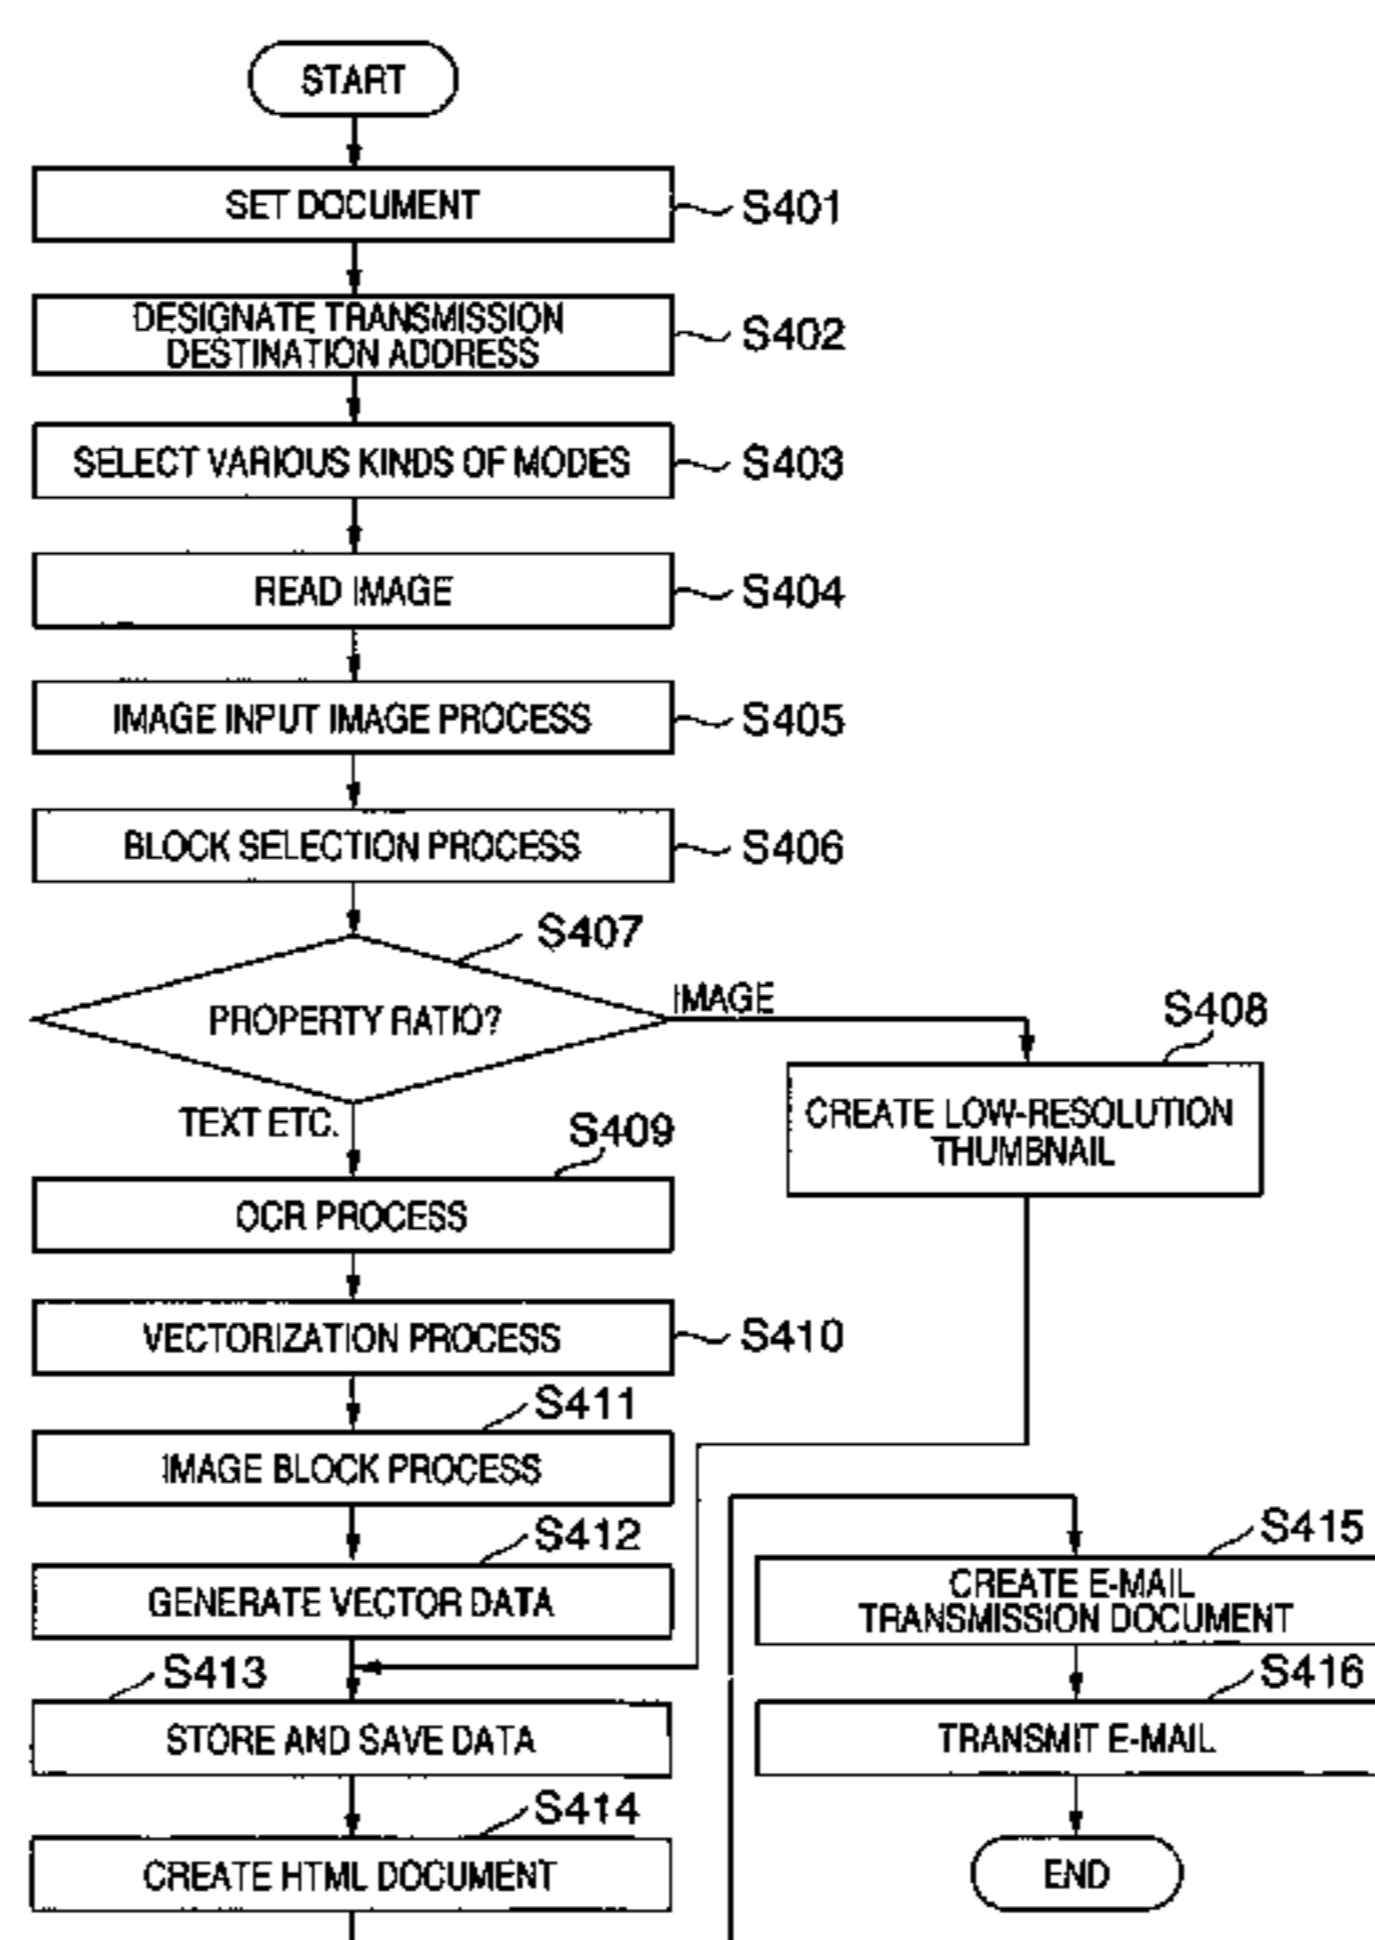 START
SET DOCUMENT
S401
DESIGNATE TRANSMISSION
DESTINATION ADDRESS
S402
SELECT VARIOUS KINDS OF MODES
S403
READ IMAGE
S404
IMAGE INPUT IMAGE PROCESS
S405
BLOCK SELECTION PROCESS
S406
S407
PROPERTY RATIO?
IMAGE
S408
CREATE LOW-RESOLUTION
THUMBNAIL
TEXT ETC.
S409
OCR PROCESS
VECTORIZATION PROCESS
S410
S411
IMAGE BLOCK PROCESS
S412
GENERATE VECTOR DATA
S413
STORE AND SAVE DATA
S414
CREATE HTML DOCUMENT
S415
CREATE E-MAIL
TRANSMISSION DOCUMENT
S416
TRANSMIT E-MAIL
END